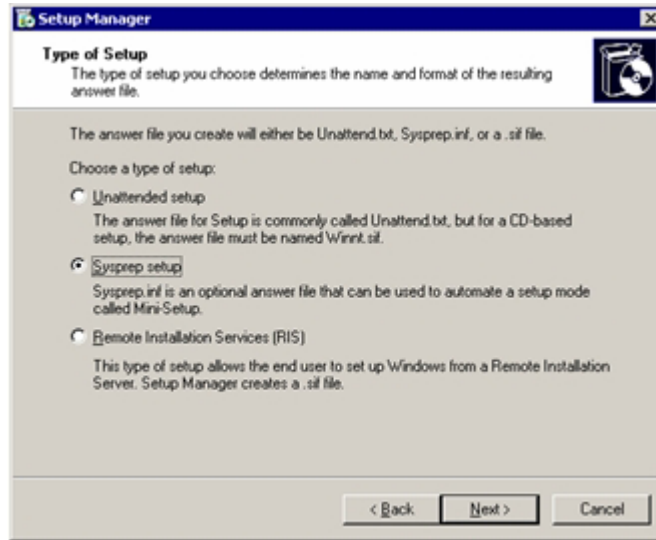 Setup Manager
Type of Setup
The type of setup you choose determines the name and format of the resulting
answer file.
The answer file you create will either be Unattend.txt, Sysprep.inf, or a .sif file.
Choose a type of setup:
Unattended setup
The answer file for Setup is commonly called Unattend.txt, but for a CD-based
setup, the answer file must be named Winnt.sif.
Sysprep setup
Sysprep.inf is an optional answer file that can be used to automate a setup mode
called Mini-Setup.
Remote Installation Services (RIS)
This type of setup allows the end user to set up Windows from a Remote Installation
Server. Setup Manager creates a .sif file.
< Back Next > Cancel